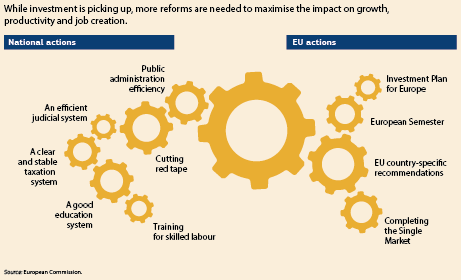 While investment is picking up, more reforms are needed to maximise the impact on growth,
productivity and job creation.
National actions
EU actions
Public
administration
efficiency
An efficient
judicial system
A clear
and stable
taxation
system
Cutting
red tape
A good
education
system
Training
for skilled labour
Investment Plan
for Europe
European Semester
EU country-specific
recommendations
Completing
the Single
Market
Source: European Commission.